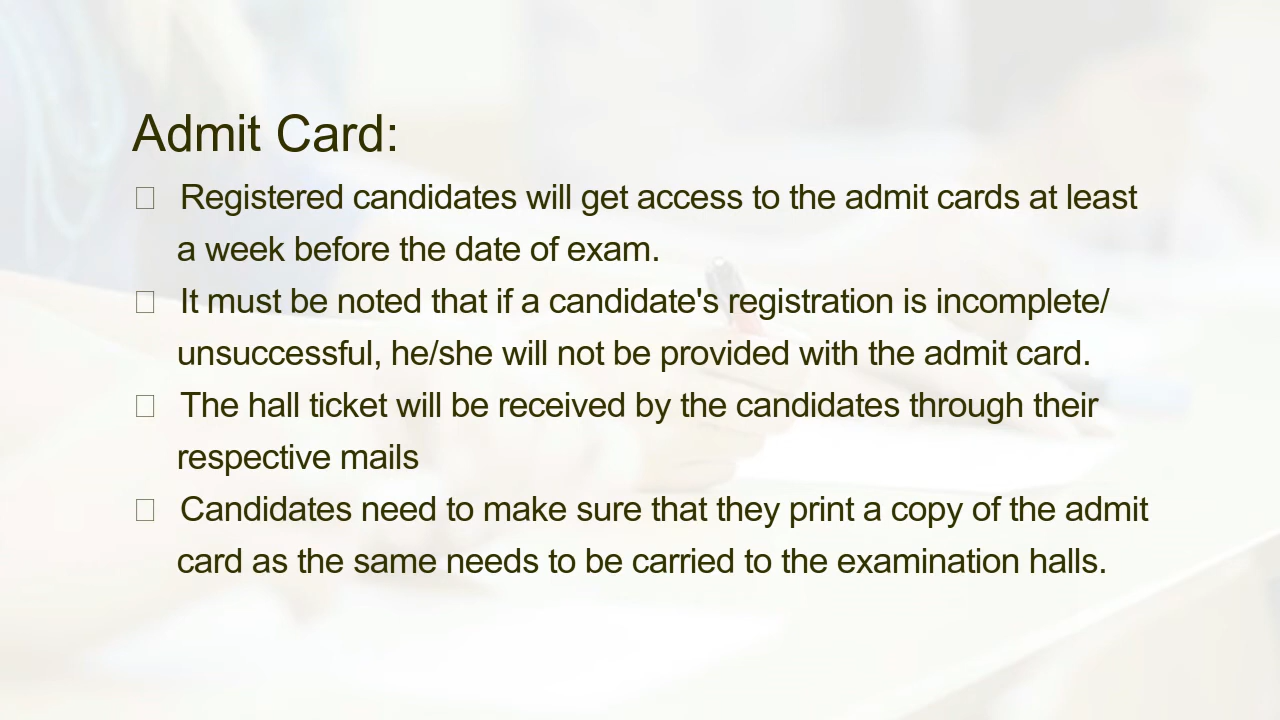 Admit Card:
Registered candidates will get access to the admit cards at least
a week before the date of exam.
It must be noted that if a candidate's registration is incomplete/
unsuccessful, he/she will not be provided with the admit card.
The hall ticket will be received by the candidates through their
respective mails
Candidates need to make sure that they print a copy of the admit
card as the same needs to be carried to the examination halls.